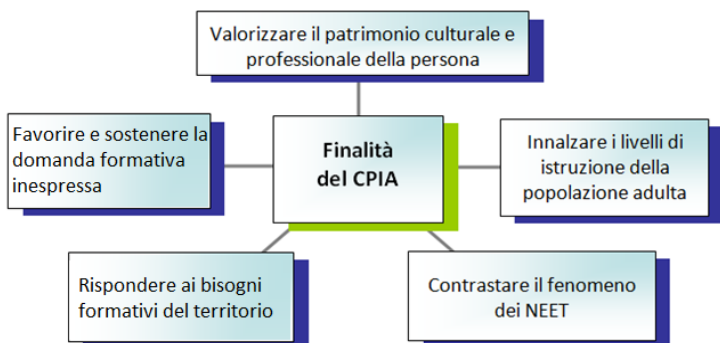 Valorizzare il patrimonio culturale e
professionale della persona
Favorire e sostenere la
domanda formativa
inespressa
Finalità
del CPIA
Innalzare i livelli di
istruzione della
popolazione adulta
Rispondere ai bisogni
formativi del territorio
Contrastare il fenomeno
dei NEET